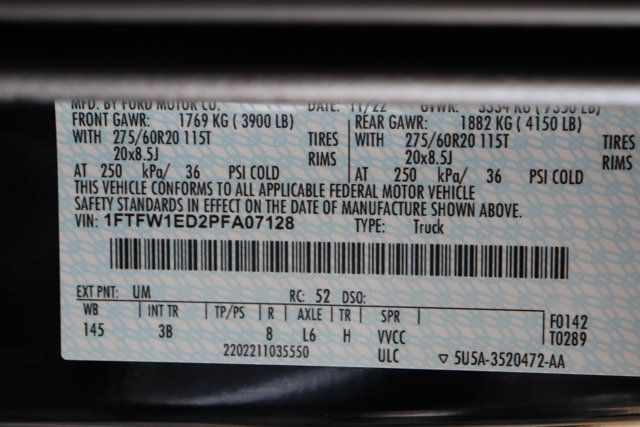 MFD. BY FORD MOTOR CO. DATE: 11/22 GVWR: 3334 KG (7350 LB)
FRONT GAWR: 1769 KG ( 3900 LB) REAR GAWR: 1882 KG ( 4150 LB)
WITH 275/60R20 115T TIRES WITH 275/60R20 115T TIRES
20x8.5J RIMS 20x8.5J RIMS
AT 250 kPa/ 36 PSI COLD AT 250 kPa/ 36 PSI COLD
THIS VEHICLE CONFORMS TO ALL APPLICABLE FEDERAL MOTOR VEHICLE
SAFETY STANDARDS IN EFFECT ON THE DATE OF MANUFACTURE SHOWN ABOVE.
VIN: 1FTFW1ED2PFA07128 TYPE: Truck
EXT PNT: UM RC: 52 DSO:
WB INT TR TP/PS R AXLE TR SPR F0142
145 3B 8 L6 H VVCC T0289
2202211035550 ULC ▽ 5U5A-3520472-AA